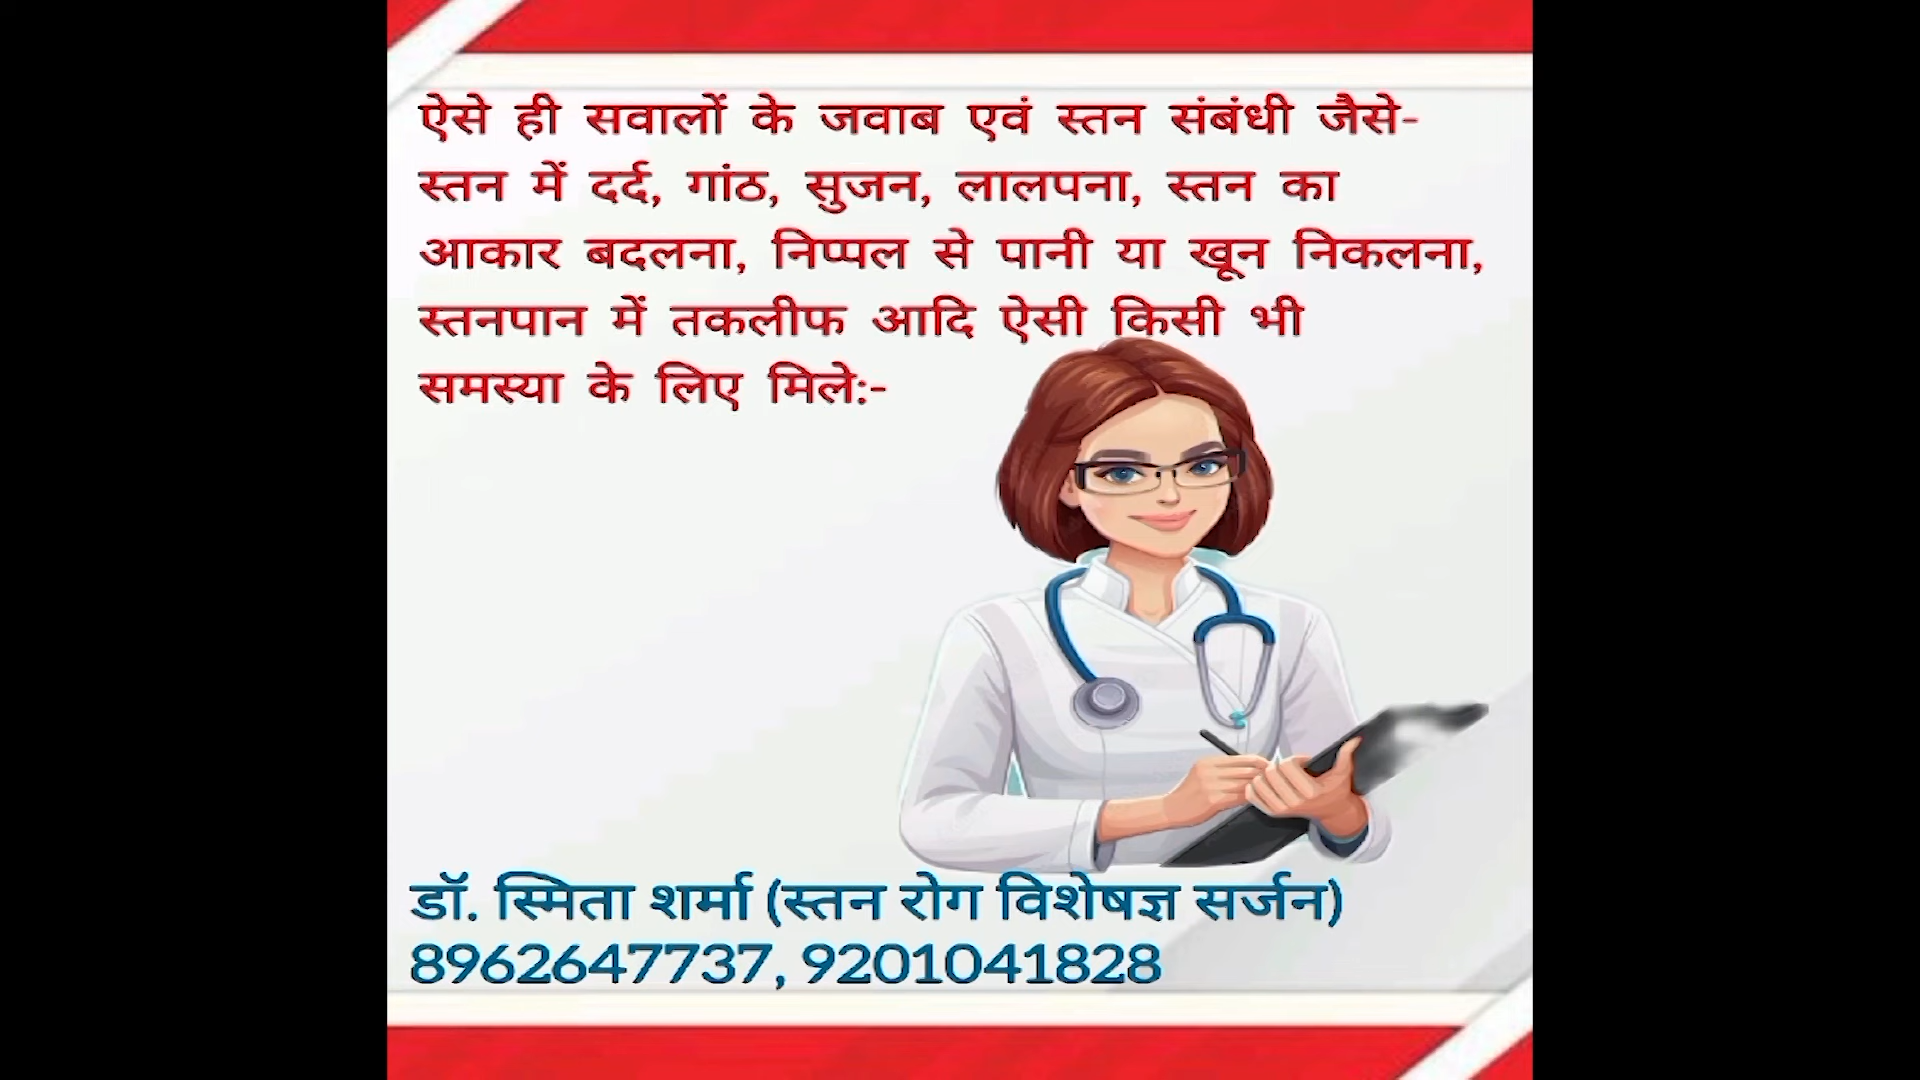 ऐसे ही सवालों के जवाब एवं स्तन संबंधी जैसे-
स्तन में दर्द, गांठ, सुजन, लालपना, स्तन का
आकार बदलना, निप्पल से पानी या खून निकलना,
स्तनपान में तकलीफ आदि ऐसी किसी भी
समस्या के लिए मिले:-
डॉ. स्मिता शर्मा (स्तन रोग विशेषज्ञ सर्जन)
8962647737, 9201041828